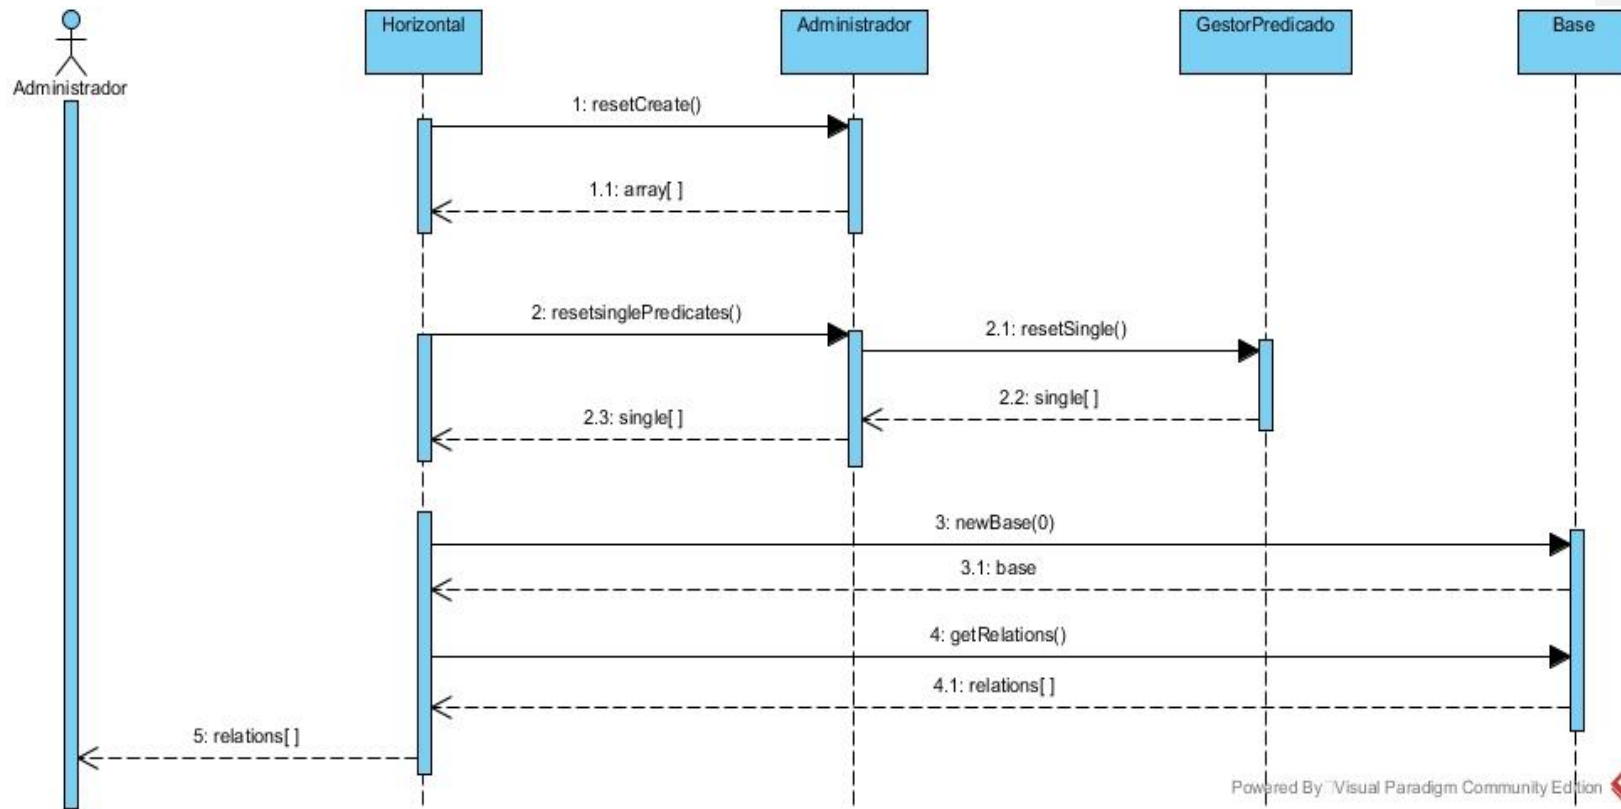 Horizontal
Administrador
GestorPredicado
Base
Administrador
1: resetCreate()
1.1: array[ ]
2: resetsinglePredicates()
2.1: resetSingle()
2.2: single[ ]
2.3: single[ ]
3: newBase(0)
3.1: base
4: getRelations()
4.1: relations[ ]
5: relations[ ]
Powered By Visual Paradigm Community Edition